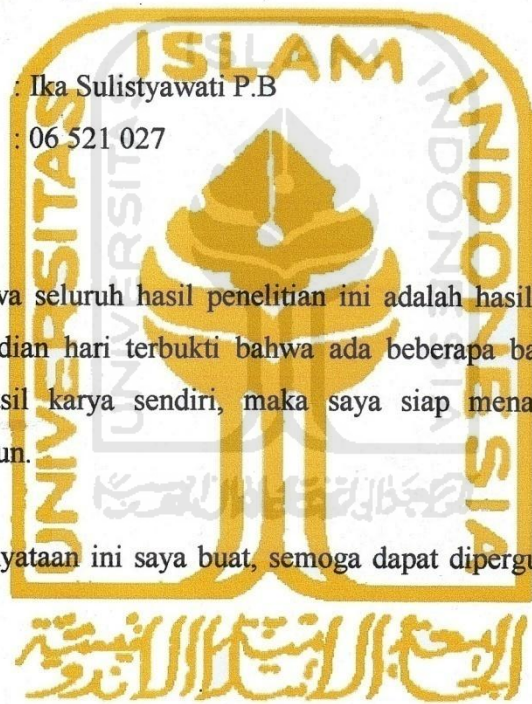 ISLAM
UNIVERSITAS
INDONESIA
: Ika Sulistyawati P.B
: 06 521 027
wa seluruh hasil penelitian ini adalah hasil
dian hari terbukti bahwa ada beberapa ba
sil karya sendiri, maka saya siap mena
un.
yataan ini saya buat, semoga dapat dipergu